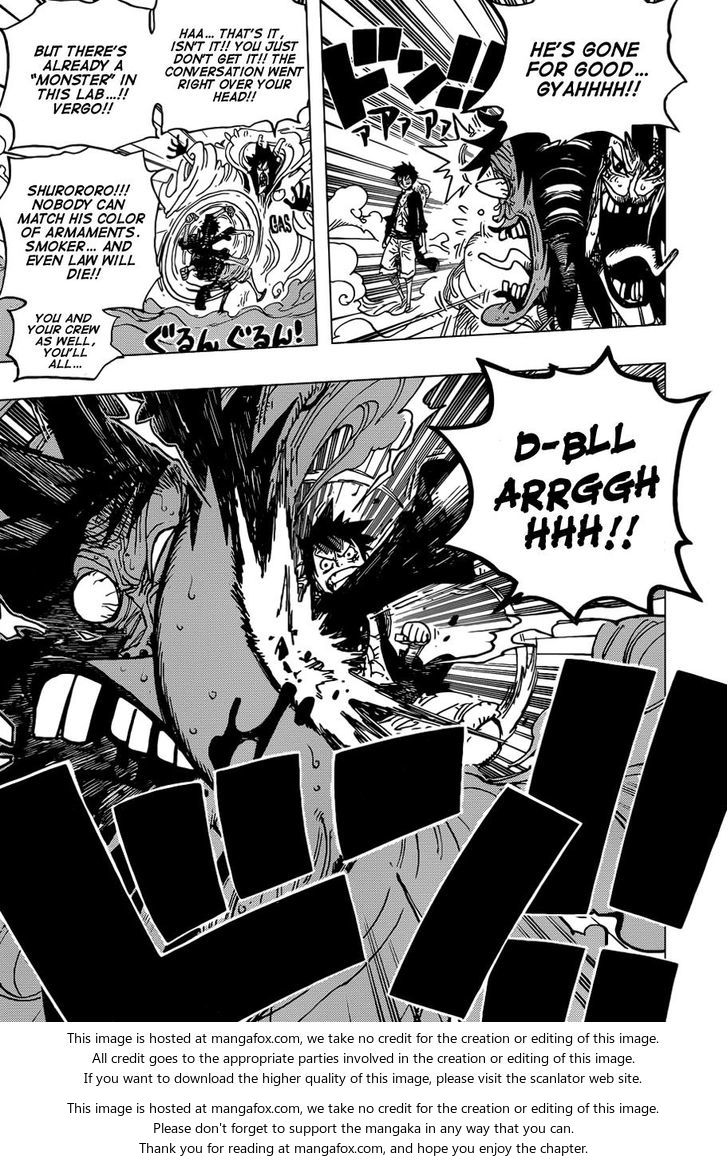 HE'S GONE
FOR GOOD...
GYAHHHH!!
ドーン!!
アアァアァ
HAA... THAT'S IT,
ISN'T IT!! YOU JUST
DON'T GET IT!! THE
CONVERSATION WENT
RIGHT OVER YOUR
HEAD!!
BUT THERE'S
ALREADY A
"MONSTER" IN
THIS LAB...!!
VERGO!!
GAS
SHURORORO!!!
NOBODY CAN
MATCH HIS COLOR
OF ARMAMENTS.
SMOKER... AND
EVEN LAW WILL
DIE!!
YOU AND
YOUR CREW
AS WELL,
YOU'LL
ALL...
ぐるんぐるん!
D-BLL
ARRGGH
HHH!!
ドドーン!!
This image is hosted at mangafox.com, we take no credit for the creation or editing of this image.
All credit goes to the appropriate parties involved in the creation or editing of this image.
If you want to download the higher quality of this image, please visit the scanlator web site.
This image is hosted at mangafox.com, we take no credit for the creation or editing of this image.
Please don't forget to support the mangaka in any way that you can.
Thank you for reading at mangafox.com, and hope you enjoy the chapter.